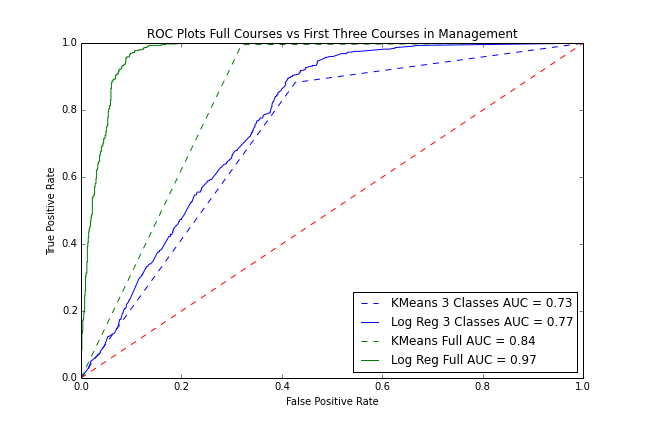 ROC Plots Full Courses vs First Three Courses in Management
1.0
0.8
0.6
0.4
0.2
0.0
True Positive Rate
0.0 0.2 0.4 0.6 0.8 1.0
False Positive Rate
KMeans 3 Classes AUC = 0.73
Log Reg 3 Classes AUC = 0.77
KMeans Full AUC = 0.84
Log Reg Full AUC = 0.97